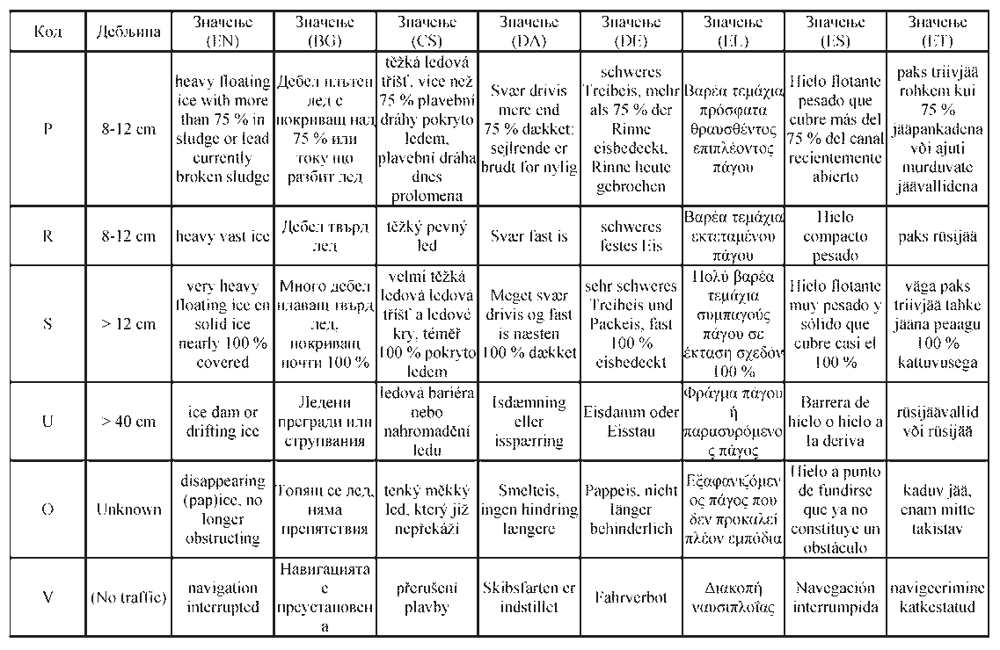 Код
Дебљина
Значење
(EN)
Значење
(BG)
Значење
(CS)
Значење
(DA)
Значење
(DE)
Значење
(EL)
Значење
(ES)
Значење
(ET)
P
8-12 cm
heavy floating
ice with more
than 75 % in
sludge or lead
currently
broken sludge
Дебел плътен
лед с
покриващ над
75 % или
току що
разбит лед
těžká ledová
tříšť, více než
75 % plavební
dráhy pokryto
ledem,
plavební dráha
dnes
prolomena
Svær drivis
mere end
75 % dækket:
sejlrende er
brudt for nylig
schweres
Treibeis, mehr
als 75 % der
Rinne
eisbedeckt,
Rinne heute
gebrochen
Βαρέα τεμάχια
πρόσφατα
θραυσθέντος
επιπλέοντος
πάγου
Hielo flotante
pesado que
cubre más del
75 % del canal
recientemente
abierto
paks triivjää
rohkem kui
75 %
jääpankadena
või ajuti
murduvate
jäävallidena
R
8-12 cm
heavy vast ice
Дебел твърд
лед
těžký pevný
led
Svær fast is
schweres
festes Eis
Βαρέα τεμάχια
εκτεταμένου
πάγου
Hielo
compacto
pesado
paks rüsijää
S
> 12 cm
very heavy
floating ice en
solid ice
nearly 100 %
covered
Много дебел
плаващ твърд
лед,
покриващ
почти 100 %
velmi těžká
ledová ledová
tříšť a ledové
kry, téměř
100 % pokryto
ledem
Meget svær
drivis og fast
is næsten
100 % dækket
sehr schweres
Treibeis und
Packeis, fast
100 %
eisbedeckt
Πολύ βαρέα
τεμάχια
συμπαγούς
πάγου σε
έκταση σχεδόν
100 %
Hielo flotante
muy pesado y
sólido que
cubre casi el
100 %
väga paks
triivjää tahke
jääna peaagu
100 %
kattuvusega
U
> 40 cm
ice dam or
drifting ice
Ледени
прегради или
струпвания
ledová bariéra
nebo
nahromadění
ledu
Isdæmning
eller
isspærring
Eisdamm oder
Eisstau
Φράγμα πάγου
ή
παρασυρόμενο
ς πάγος
Barrera de
hielo o hielo a
la deriva
rüsijäävallid
või rüsijää
O
Unknown
disappearing
(pap)ice, no
longer
obstructing
Топящ се лед,
няма
препятствия
tenký měkký
led, který již
nepřekáží
Smelteis,
ingen hindring
længere
Pappeis, nicht
länger
behinderlich
Εξαφανιζόμεν
ος πάγος που
δεν προκαλεί
πλέον εμπόδια
Hielo a punto
de fundirse
que ya no
constituye un
obstáculo
kaduv jää,
enam mitte
takistav
V
(No traffic)
navigation
interrupted
Навигацията
е
преустановен
а
přerušení
plavby
Skibsfarten er
indstillet
Fahrverbot
Διακοπή
ναυσιπλοΐας
Navegación
interrumpida
navigeerimine
katkestatud